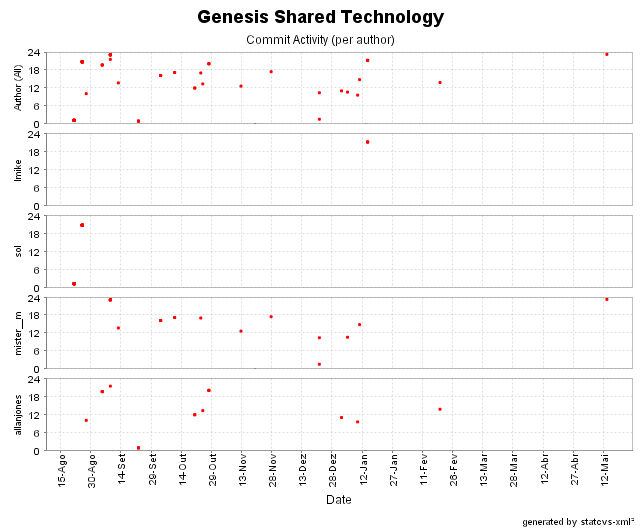 Genesis Shared Technology
Commit Activity (per author)
Author (All)
24
18
12
6
0
lmike
24
18
12
6
0
sol
24
18
12
6
0
mister__m
24
18
12
6
0
allanjones
24
18
12
6
0
15-Ago 30-Ago 14-Set 29-Set 14-Out 29-Out 13-Nov 28-Nov 13-Dez 28-Dez 12-Jan 27-Jan 11-Fev 26-Fev 13-Mar 28-Mar 12-Abr 27-Abr 12-Mai
Date
generated by statcvs-xml²